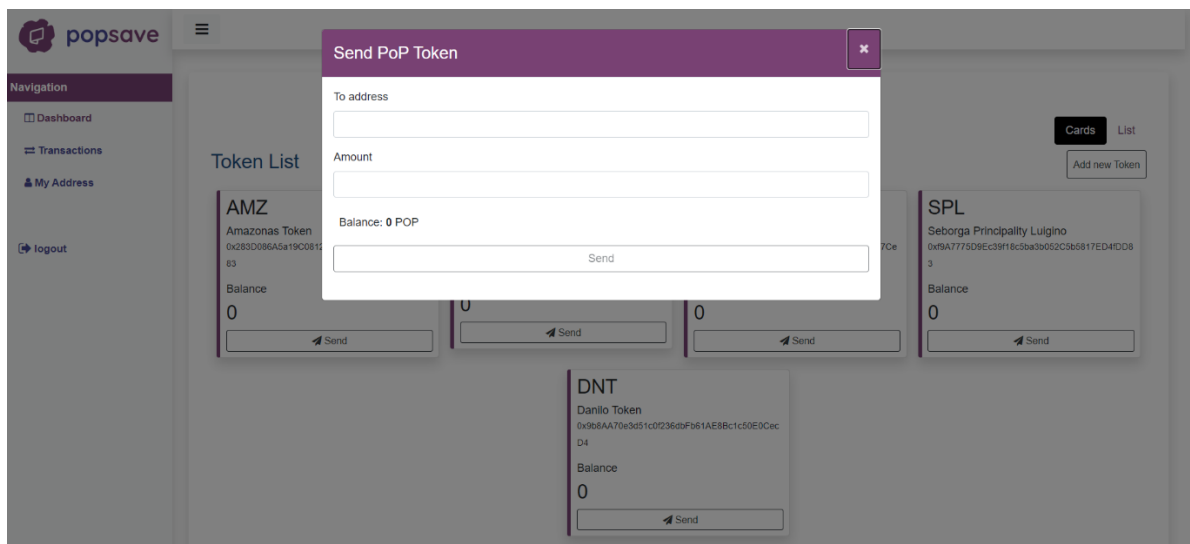 popsave
Send PoP Token
×
Navigation
To address
Dashboard
Cards
List
Transactions
Token List
Amount
Add new Token
My Address
AMZ
SPL
Balance: 0 POP
Amazonas Token
Seborga Principality Luigino
logout
0x283D086A5a19C0812
7Ce
0xf9A7775D9Ec39f18c5ba3b052C5b5817ED4fDD8
Send
83
3
Balance
Balance
0
0
0
0
Send
Send
Send
Send
DNT
Danilo Token
0x9b8AA70e3d51c0f236dbFb61AE8Bc1c50E0Cec
D4
Balance
0
Send